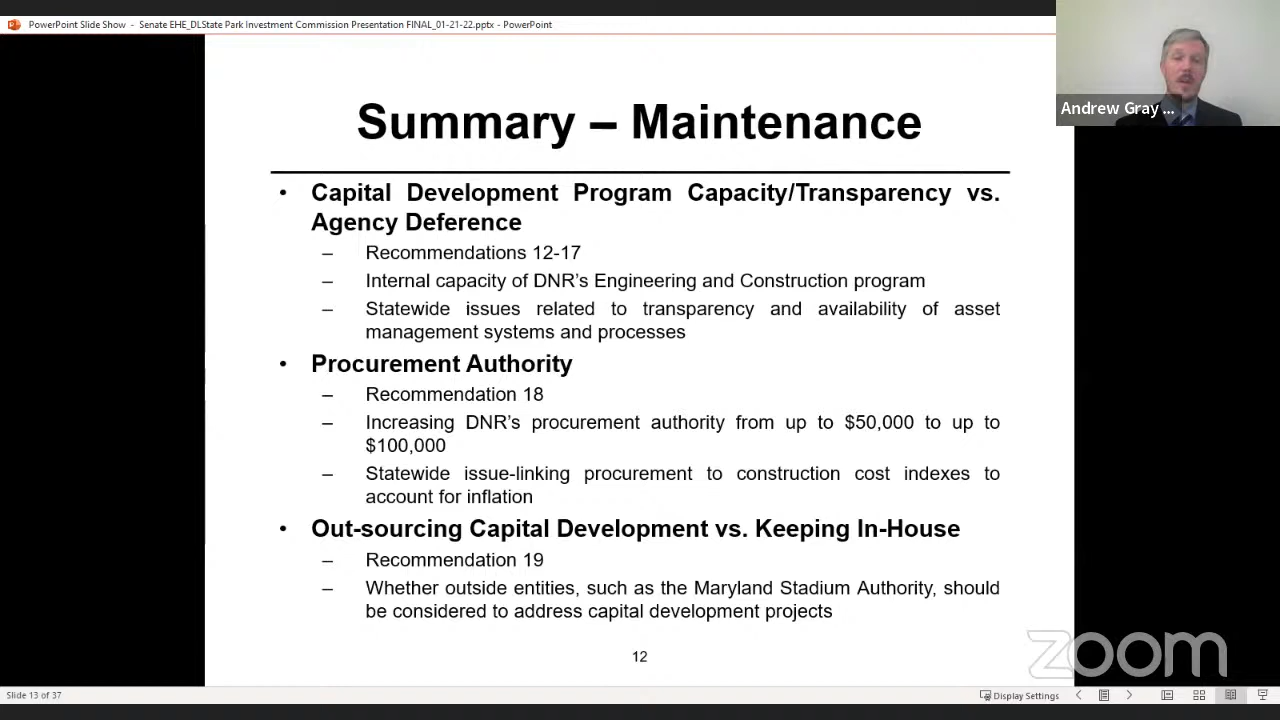 PowerPoint Slide Show - Senate EHE_DLState Park Investment Commission Presentation FINAL_01-21-22.pptx - PowerPoint
Andrew Gray ...
Summary – Maintenance
• Capital Development Program Capacity/Transparency vs.
Agency Deference
– Recommendations 12-17
– Internal capacity of DNR's Engineering and Construction program
– Statewide issues related to transparency and availability of asset
management systems and processes
• Procurement Authority
– Recommendation 18
– Increasing DNR's procurement authority from up to $50,000 to up to
$100,000
– Statewide issue-linking procurement to construction cost indexes to
account for inflation
• Out-sourcing Capital Development vs. Keeping In-House
– Recommendation 19
– Whether outside entities, such as the Maryland Stadium Authority, should
be considered to address capital development projects
12
zoom
Slide 13 of 37
Display Settings